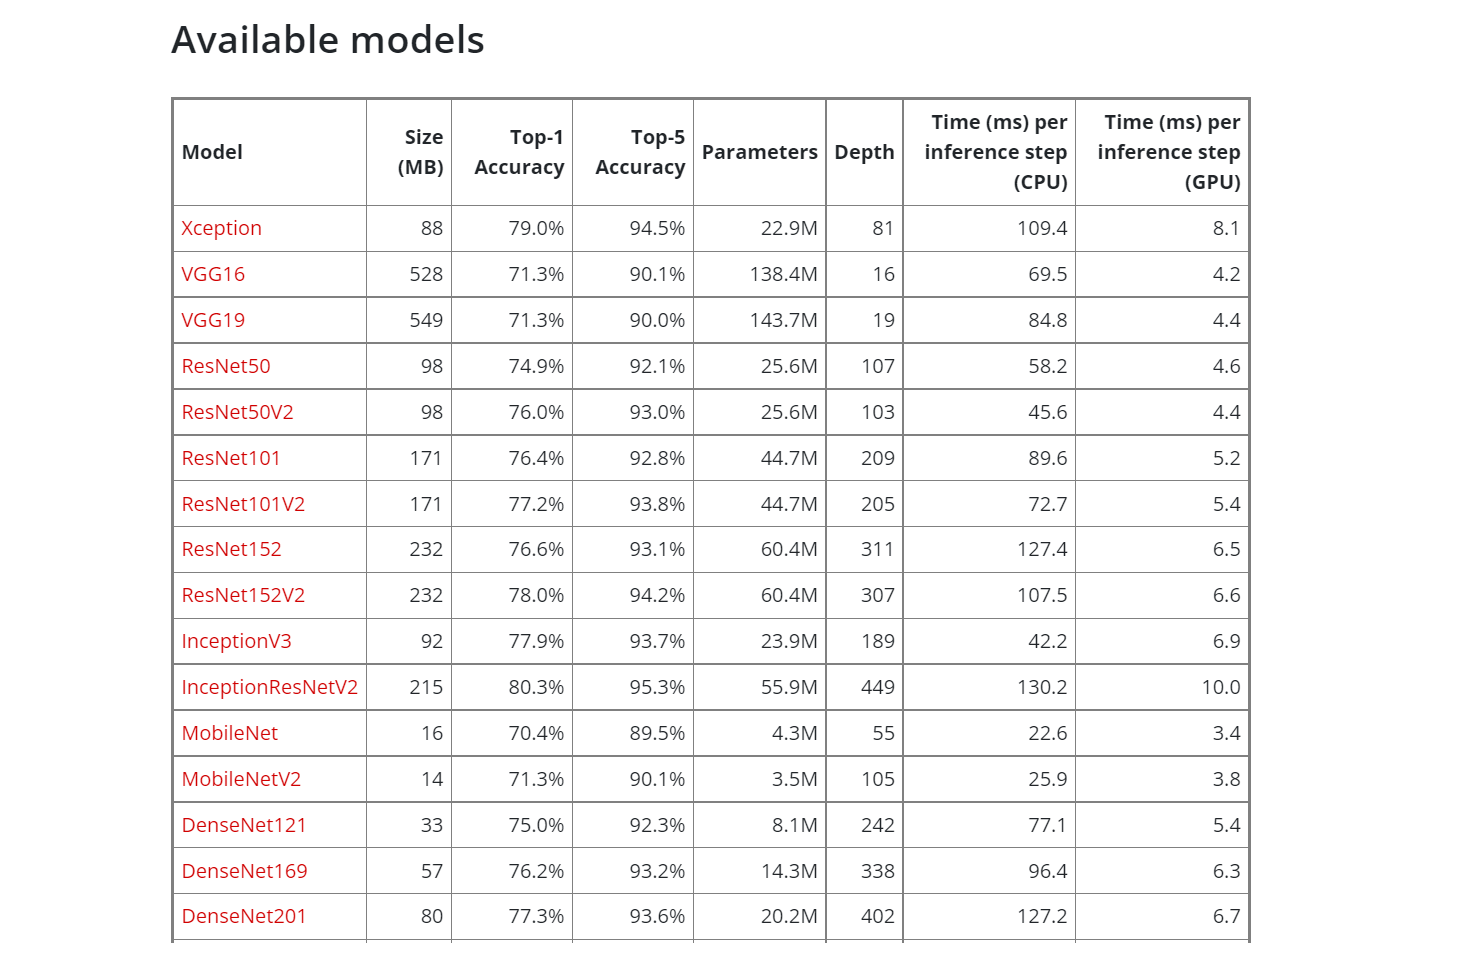 Available models
Model Size (MB) Top-1 Accuracy Top-5 Accuracy Parameters Depth Time (ms) per inference step (CPU) Time (ms) per inference step (GPU)
Xception 88 79.0% 94.5% 22.9M 81 109.4 8.1
VGG16 528 71.3% 90.1% 138.4M 16 69.5 4.2
VGG19 549 71.3% 90.0% 143.7M 19 84.8 4.4
ResNet50 98 74.9% 92.1% 25.6M 107 58.2 4.6
ResNet50V2 98 76.0% 93.0% 25.6M 103 45.6 4.4
ResNet101 171 76.4% 92.8% 44.7M 209 89.6 5.2
ResNet101V2 171 77.2% 93.8% 44.7M 205 72.7 5.4
ResNet152 232 76.6% 93.1% 60.4M 311 127.4 6.5
ResNet152V2 232 78.0% 94.2% 60.4M 307 107.5 6.6
InceptionV3 92 77.9% 93.7% 23.9M 189 42.2 6.9
InceptionResNetV2 215 80.3% 95.3% 55.9M 449 130.2 10.0
MobileNet 16 70.4% 89.5% 4.3M 55 22.6 3.4
MobileNetV2 14 71.3% 90.1% 3.5M 105 25.9 3.8
DenseNet121 33 75.0% 92.3% 8.1M 242 77.1 5.4
DenseNet169 57 76.2% 93.2% 14.3M 338 96.4 6.3
DenseNet201 80 77.3% 93.6% 20.2M 402 127.2 6.7